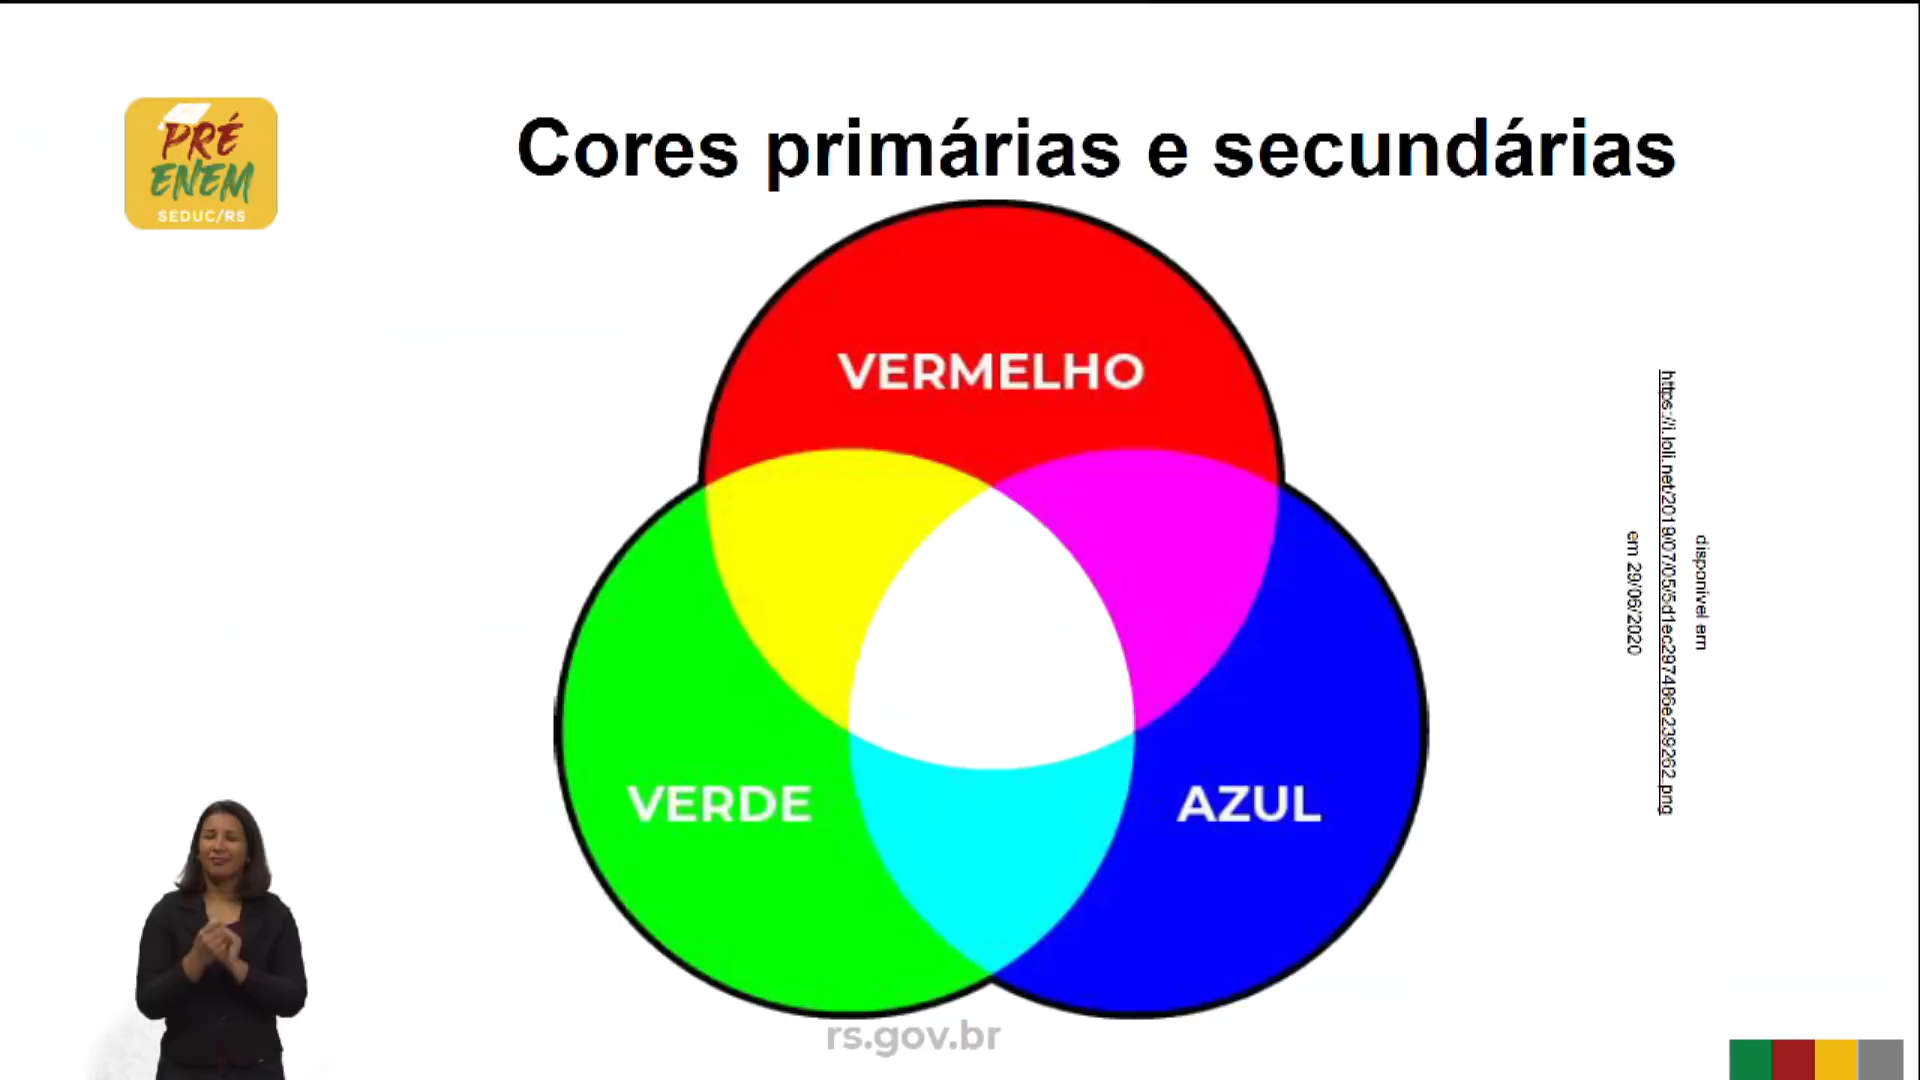 PRÉ
ENEM
SEDUC/RS
Cores primárias e secundárias
VERMELHO
VERDE
AZUL
disponível em
https://i.loli.net/2019/07/05/5d1ec297486e239262.png
em 29/06/2020
rs.gov.br